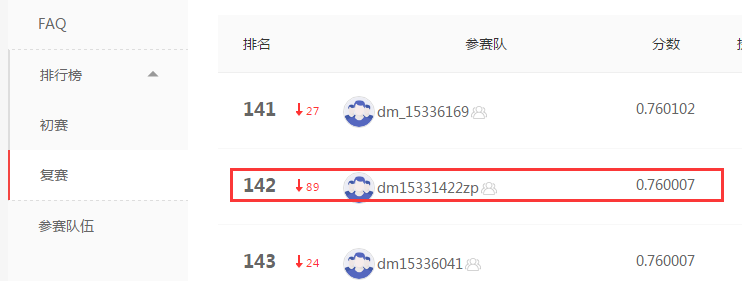 FAQ
排行榜
初赛
复赛
参赛队伍
排名 参赛队 分数
141 27 dm_15336169 0.760102
142 89 dm15331422zp 0.760007
143 24 dm15336041 0.760007